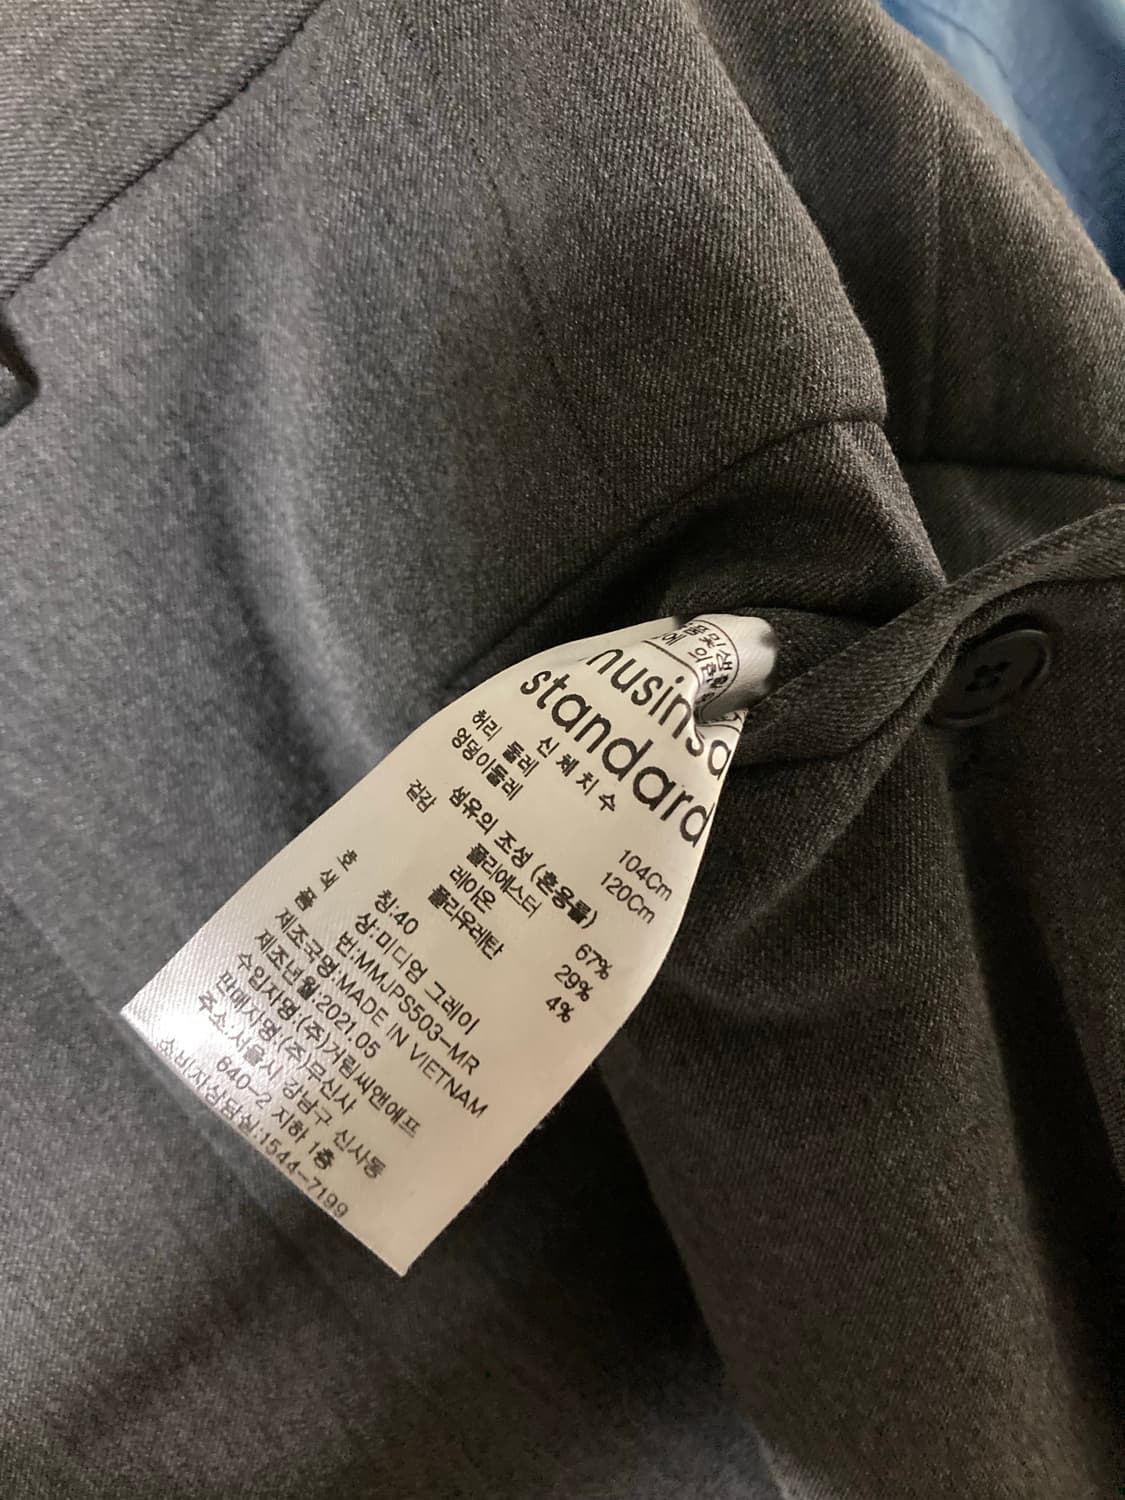 musinsa
standard
신체치수
허리 둘레 104Cm
엉덩이둘레 120Cm
섬유의 조성 (혼용률)
겉감 폴리에스터 67%
레이온 29%
폴리우레탄 4%
호 칭:40
색 상:미디엄 그레이
품 번:MMJPS503-MR
제조국명:MADE IN VIETNAM
제조년월:2021.05
수입자명(주)거림씨앤에프
판매자명(주)무신사
주소.서울시 강남구 신사동
640-2 지하 1층
소비자상담실:1544-7199